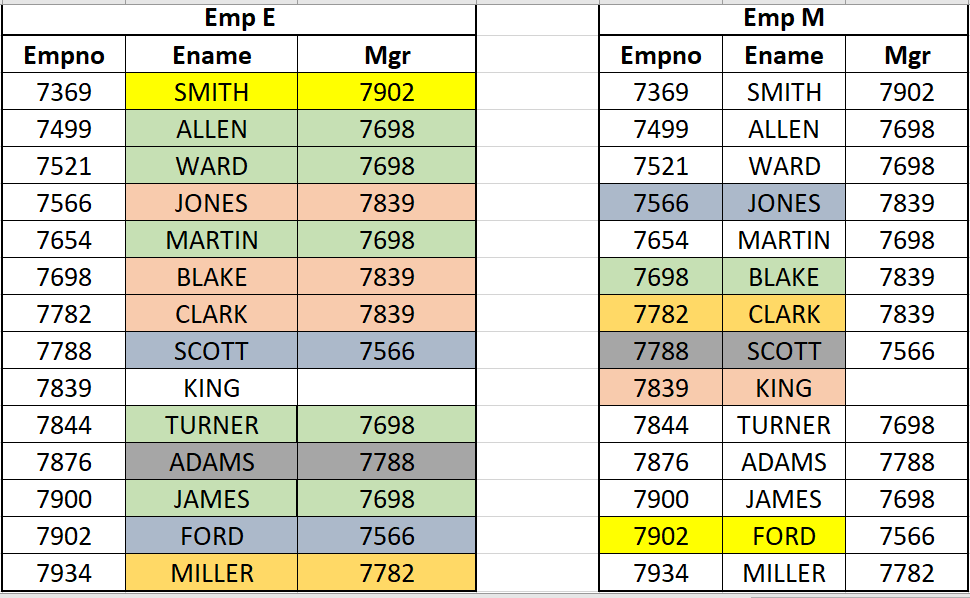 Emp E Emp M
Empno Ename Mgr Empno Ename Mgr
7369 SMITH 7902 7369 SMITH 7902
7499 ALLEN 7698 7499 ALLEN 7698
7521 WARD 7698 7521 WARD 7698
7566 JONES 7839 7566 JONES 7839
7654 MARTIN 7698 7654 MARTIN 7698
7698 BLAKE 7839 7698 BLAKE 7839
7782 CLARK 7839 7782 CLARK 7839
7788 SCOTT 7566 7788 SCOTT 7566
7839 KING 7839 KING
7844 TURNER 7698 7844 TURNER 7698
7876 ADAMS 7788 7876 ADAMS 7788
7900 JAMES 7698 7900 JAMES 7698
7902 FORD 7566 7902 FORD 7566
7934 MILLER 7782 7934 MILLER 7782